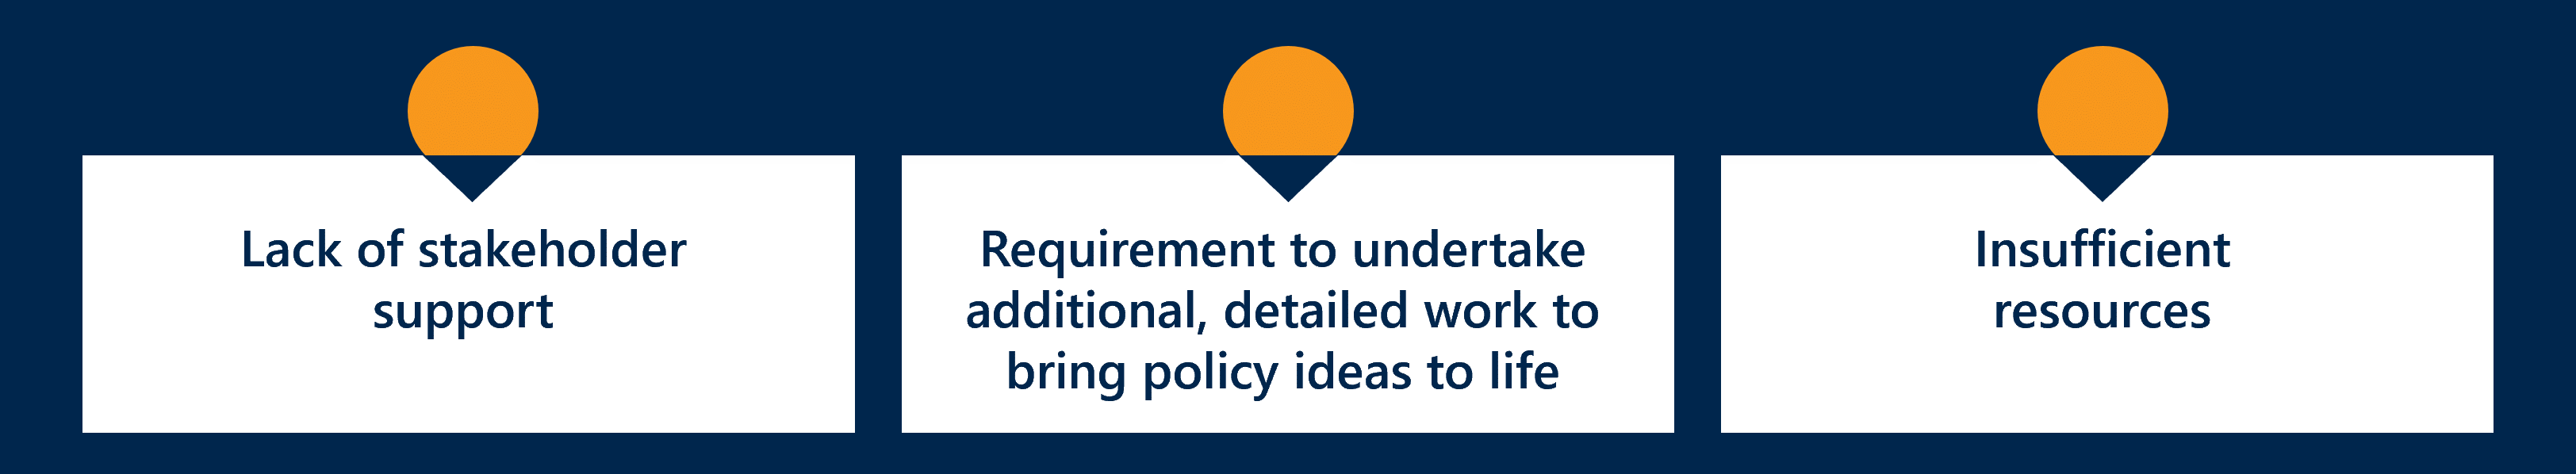 Lack of stakeholder
support
Requirement to undertake
additional, detailed work to
bring policy ideas to life
Insufficient
resources